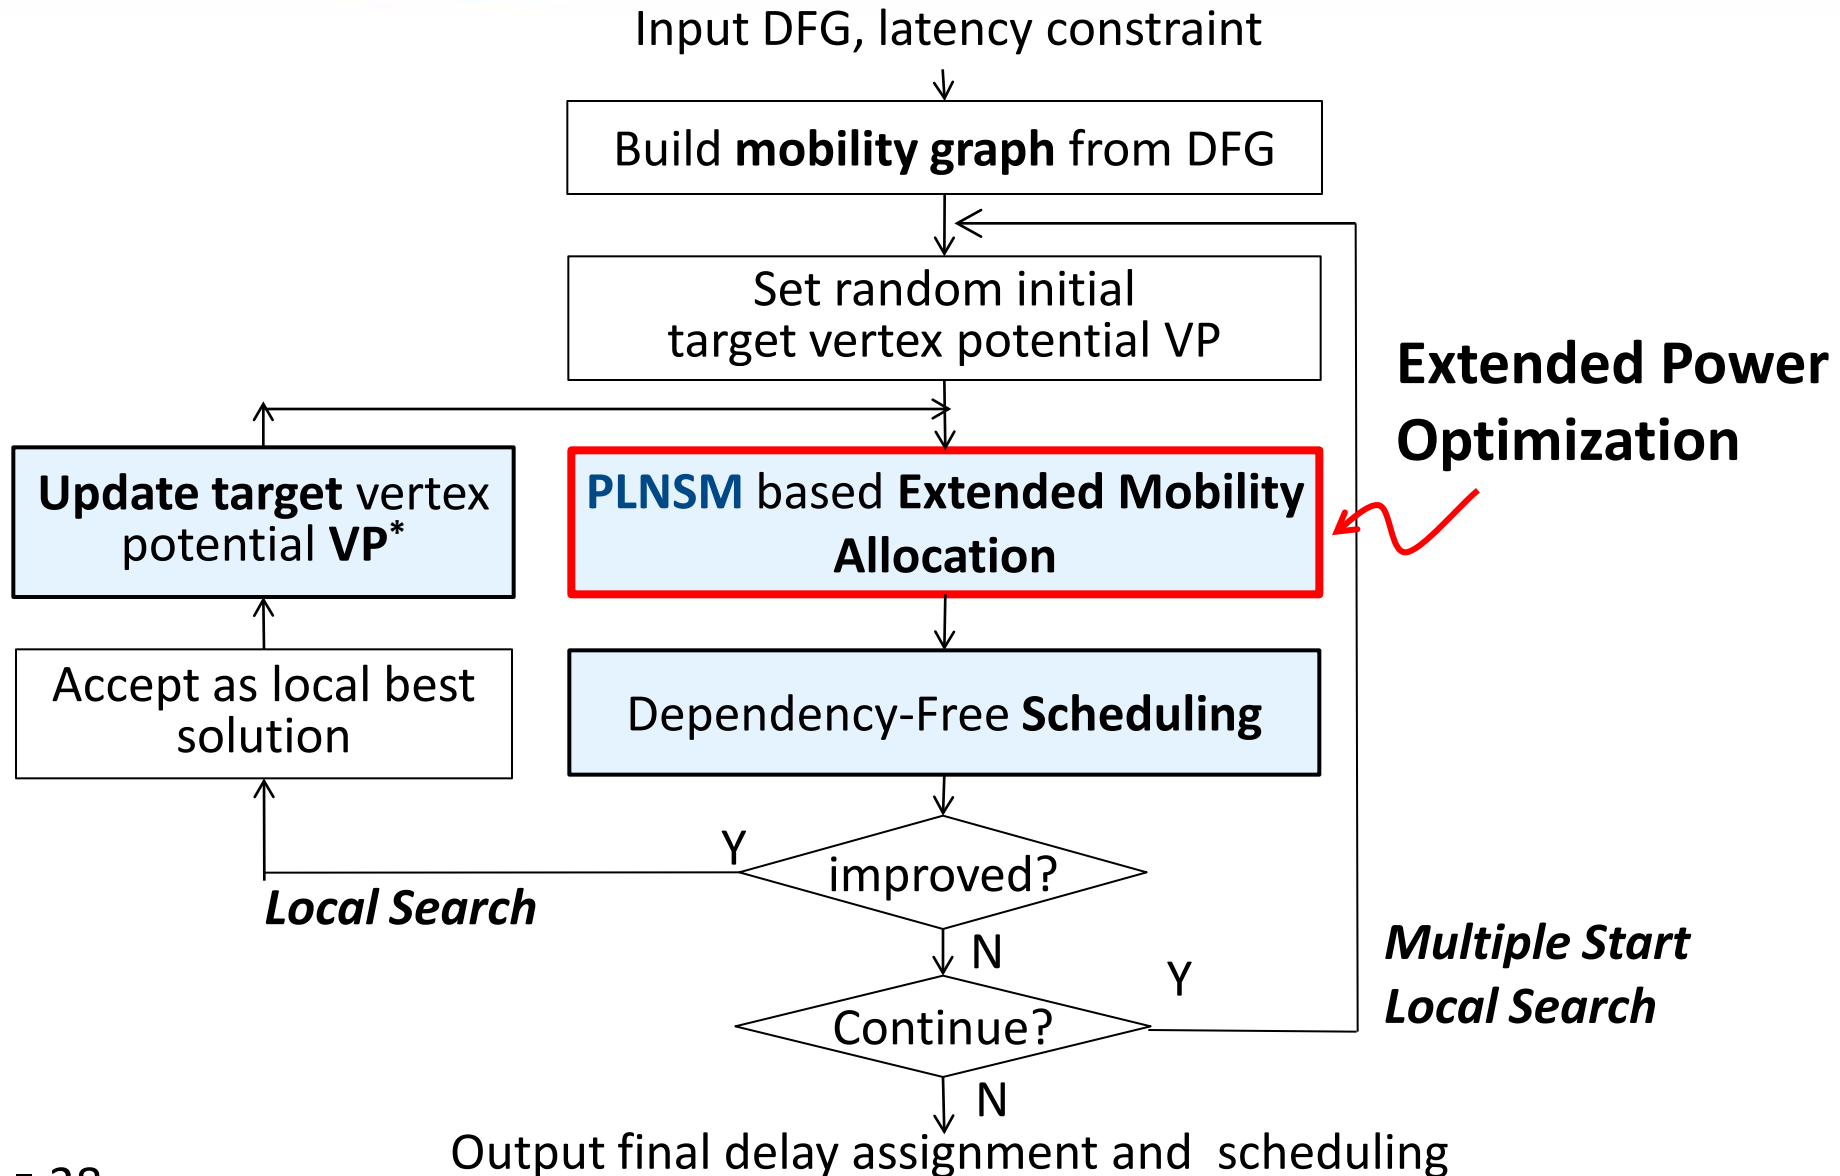 Input DFG, latency constraint
Build mobility graph from DFG
Set random initial
target vertex potential VP
Extended Power
Optimization
Update target vertex
potential VP*
PLNSM based Extended Mobility
Allocation
Accept as local best
solution
Dependency-Free Scheduling
Y
improved?
Local Search
N
Multiple Start
Local Search
Y
Continue?
N
Output final delay assignment and scheduling